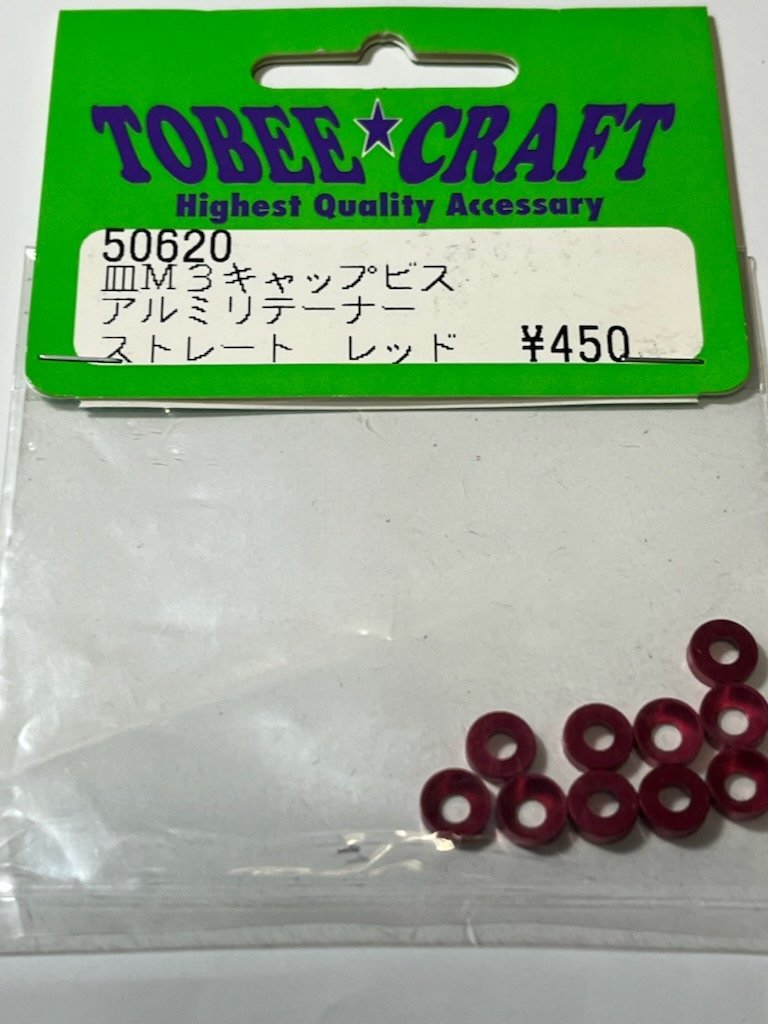 TOBEE★CRAFT
Highest Quality Accessary
50620
皿M3キャップビス
アルミリテーナー
ストレート レッド ¥450